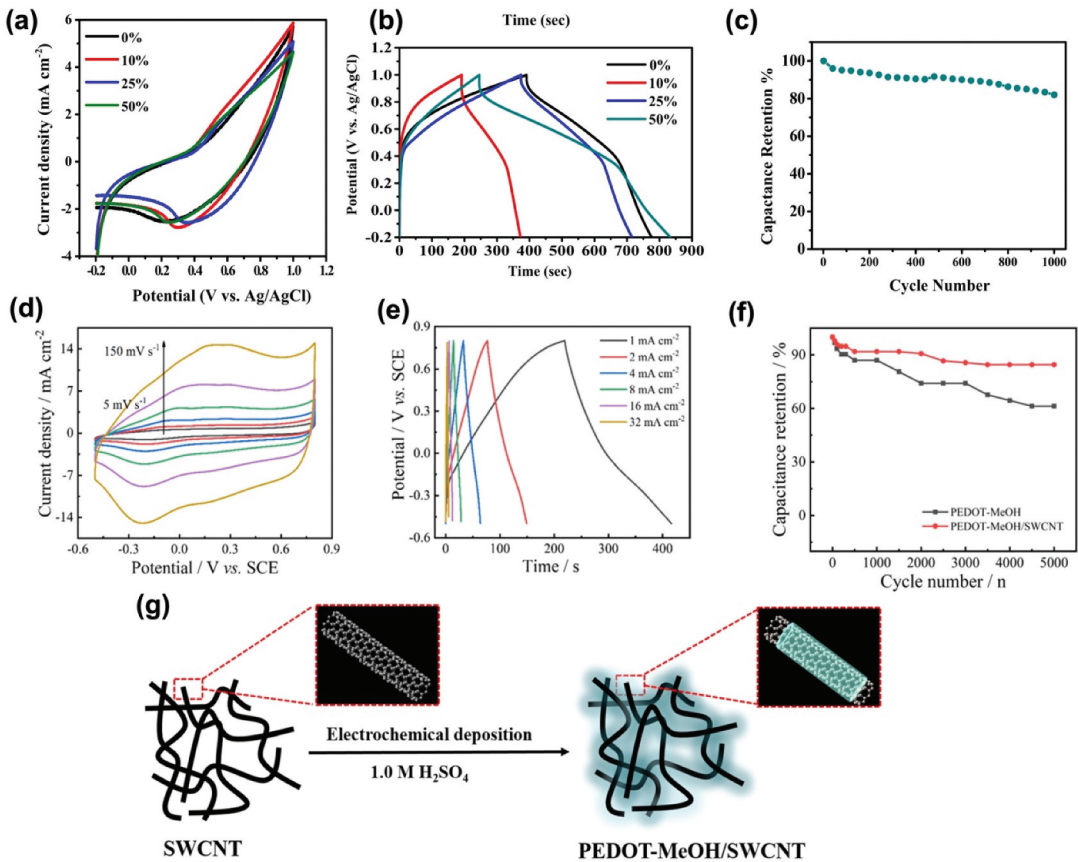 (a)
6
4
2
0
-2
-4
-0.2 0.0 0.2 0.4 0.6 0.8 1.0 1.2
Current density (mA cm⁻²)
Potential (V vs. Ag/AgCl)
0%
10%
25%
50%
(b)
Time (sec)
1.2
1.0
0.8
0.6
0.4
0.2
0.0
-0.2
0 100 200 300 400 500 600 700 800 900
Potential (V vs. Ag/AgCl)
Time (sec)
0%
10%
25%
50%
(c)
100
80
60
40
20
0
0 200 400 600 800 1000
Capactance Retention %
Cycle Number
(d)
14
7
0
-7
-14
-0.6 -0.3 0.0 0.3 0.6 0.9
Current density / mA cm⁻²
Potential / V vs. SCE
150 mV s⁻¹
5 mV s⁻¹
(e)
0.9
0.6
0.3
0.0
-0.3
-0.6
0 100 200 300 400
Potential / V vs. SCE
Time / s
1 mA cm⁻²
2 mA cm⁻²
4 mA cm⁻²
8 mA cm⁻²
16 mA cm⁻²
32 mA cm⁻²
(f)
90
60
30
0
0 1000 2000 3000 4000 5000
Capacitance retention / %
Cycle number / n
PEDOT-MeOH
PEDOT-MeOH/SWCNT
(g)
Electrochemical deposition
1.0 M H₂SO₄
SWCNT
PEDOT-MeOH/SWCNT